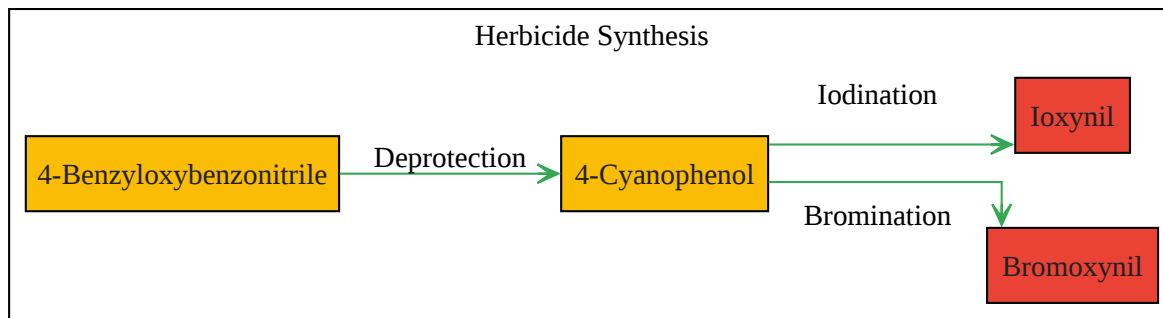 Herbicide Synthesis
4-Benzyloxybenzonitrile
Deprotection
4-Cyanophenol
Iodination
Ioxynil
Bromination
Bromoxynil